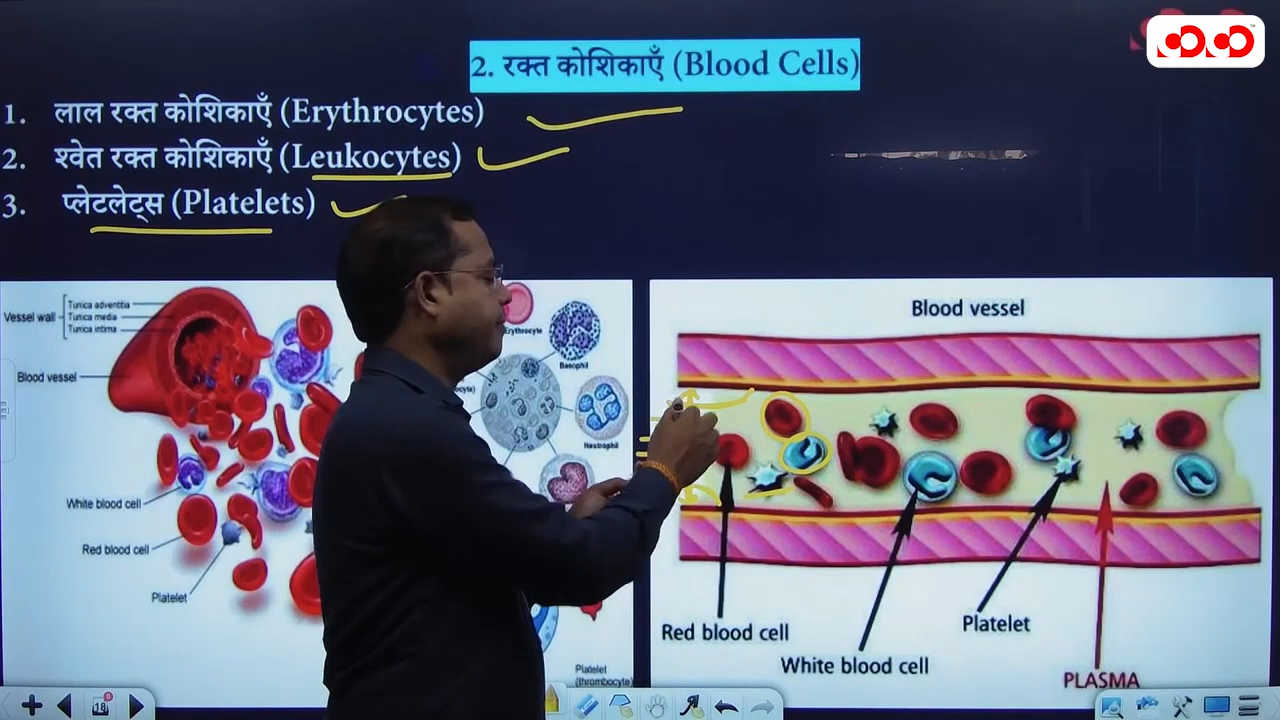 2. रक्त कोशिकाएँ (Blood Cells)
1. लाल रक्त कोशिकाएँ (Erythrocytes)
2. श्वेत रक्त कोशिकाएँ (Leukocytes)
3. प्लेटलेट्स (Platelets)
Vessel wall
Tunica adventitia
Tunica media
Tunica intima
Blood vessel
White blood cell
Red blood cell
Platelet
Erythrocyte
Basophil
Neutrophil
Platelet
(thrombocyte)
Blood vessel
Red blood cell
White blood cell
Platelet
PLASMA
18